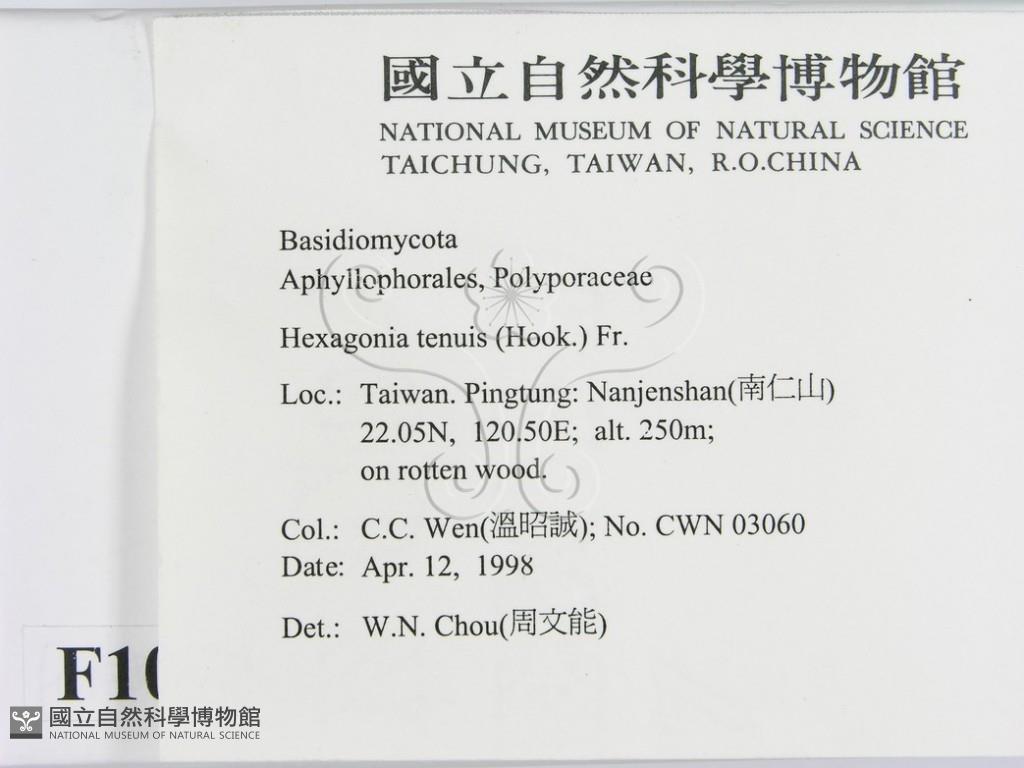 國立自然科學博物館
NATIONAL MUSEUM OF NATURAL SCIENCE
TAICHUNG, TAIWAN, R.O.CHINA
Basidiomycota
Aphyllophorales, Polyporaceae
Hexagonia tenuis (Hook.) Fr.
Loc.: Taiwan. Pingtung: Nanjenshan(南仁山)
22.05N, 120.50E; alt. 250m;
on rotten wood.
Col.: C.C. Wen(溫昭誠); No. CWN 03060
Date: Apr. 12, 1998
Det.: W.N. Chou(周文能)
國立自然科學博物館
NATIONAL MUSEUM OF NATURAL SCIENCE